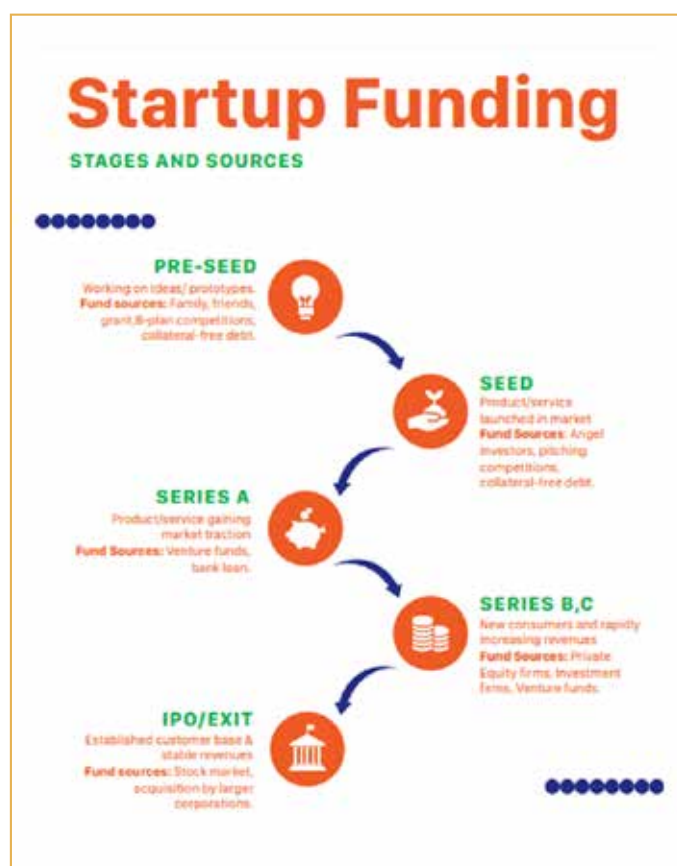 Startup Funding
STAGES AND SOURCES
PRE-SEED
Working on ideas/ prototypes.
Fund sources: Family, friends,
grant,B-plan competitions,
collateral-free debt.
SEED
Product/service
launched in market
Fund Sources: Angel
Investors, pitching
competitions,
collateral-free debt.
SERIES A
Product/service gaining
market traction
Fund Sources: Venture funds,
bank loan.
SERIES B,C
New consumers and rapidly
increasing revenues
Fund Sources: Private
Equity firms, Investment
firms, Venture funds.
IPO/EXIT
Established customer base &
stable revenues
Fund sources: Stock market,
acquisition by larger
corporations.